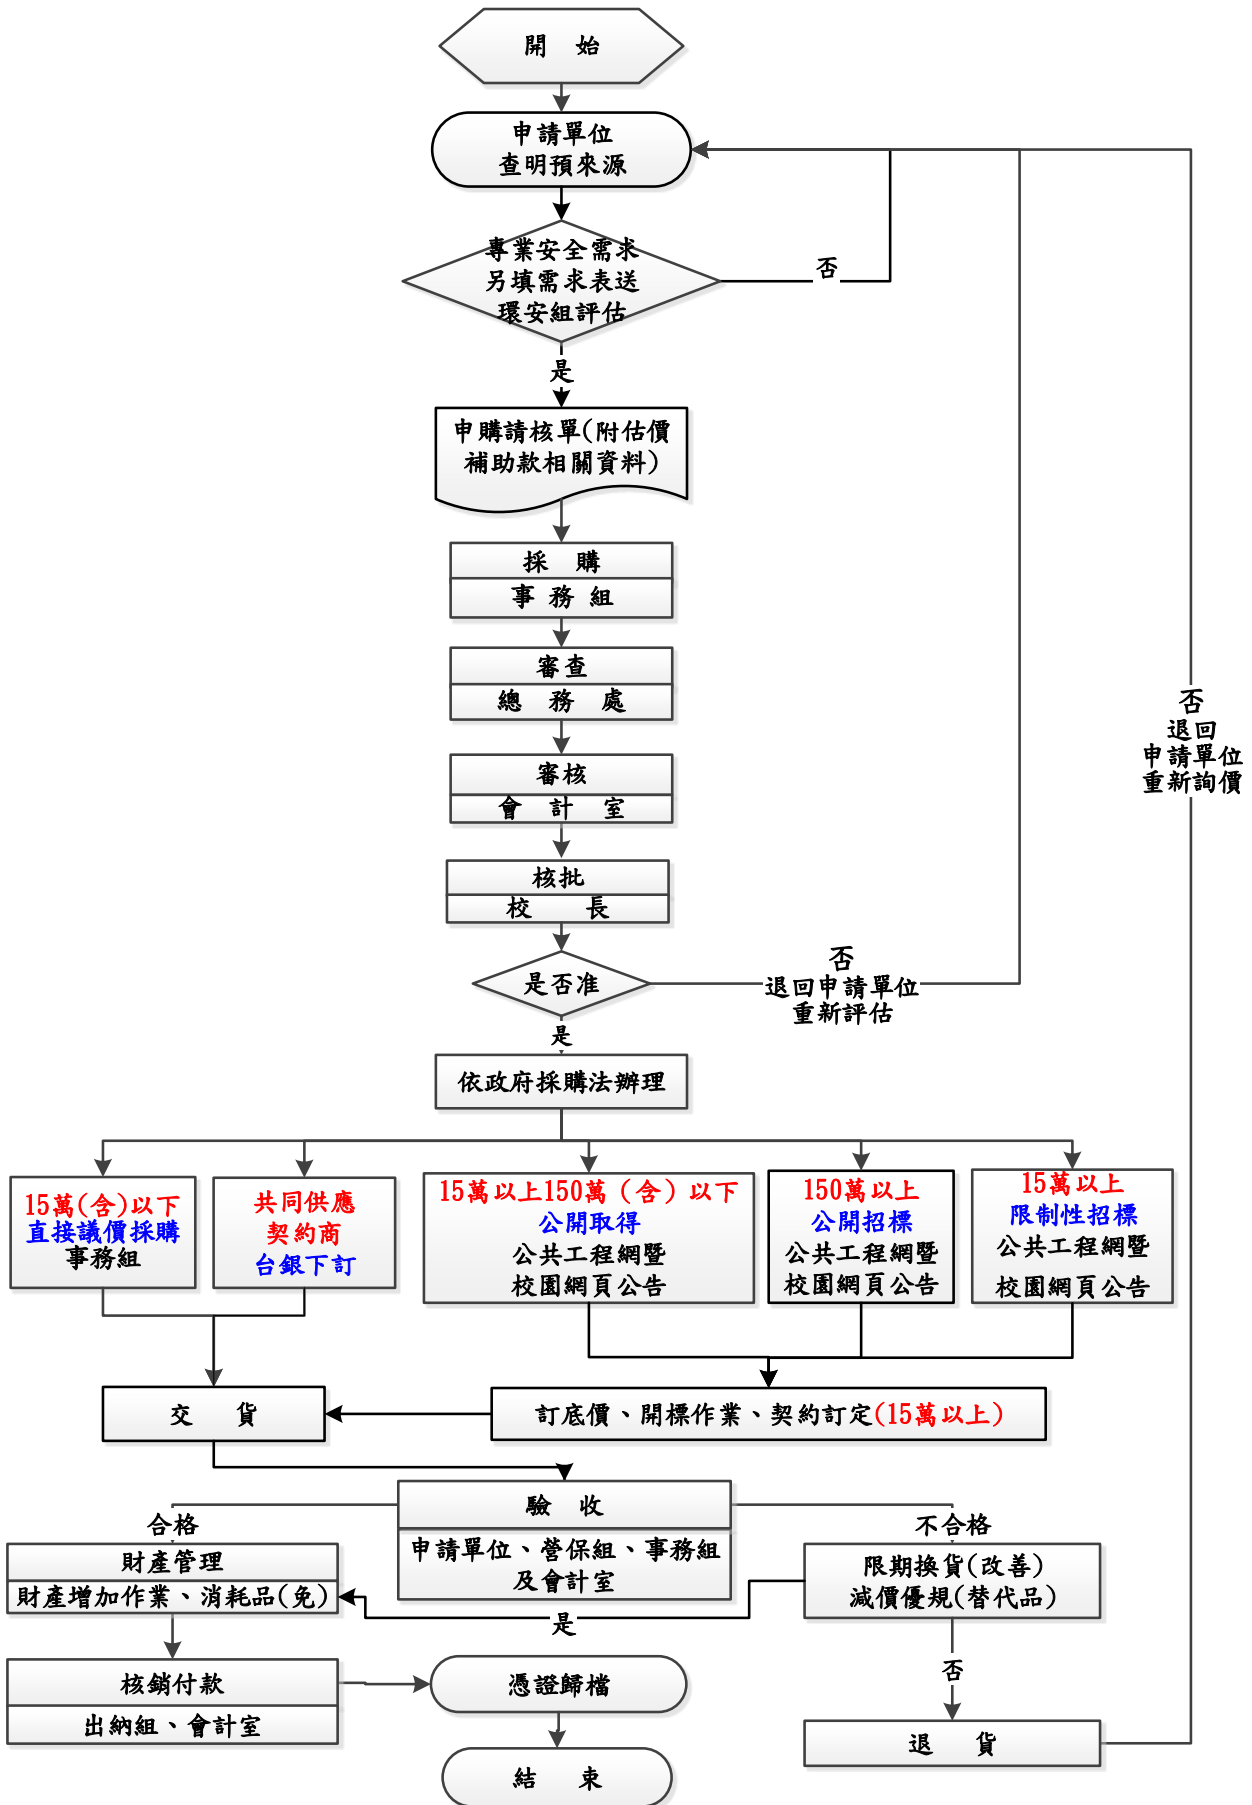 開 始
申請單位
查明預來源
專業安全需求
另填需求表送
環安組評估
否
是
申購請核單(附估價
補助款相關資料)
採 購
事 務 組
審查
總 務 處
審核
會 計 室
核批
校 長
是否准
否
退回申請單位
重新評估
否
退回
申請單位
重新詢價
是
依政府採購法辦理
15萬(含)以下
直接議價採購
事務組
共同供應
契約商
台銀下訂
15萬以上150萬（含）以下
公開取得
公共工程網暨
校園網頁公告
150萬以上
公開招標
公共工程網暨
校園網頁公告
15萬以上
限制性招標
公共工程網暨
校園網頁公告
交 貨
訂底價、開標作業、契約訂定(15萬以上)
驗 收
申請單位、營保組、事務組
及會計室
合格
不合格
財產管理
財產增加作業、消耗品(免)
限期換貨(改善)
減價優規(替代品)
是
否
核銷付款
出納組、會計室
憑證歸檔
退 貨
結 束